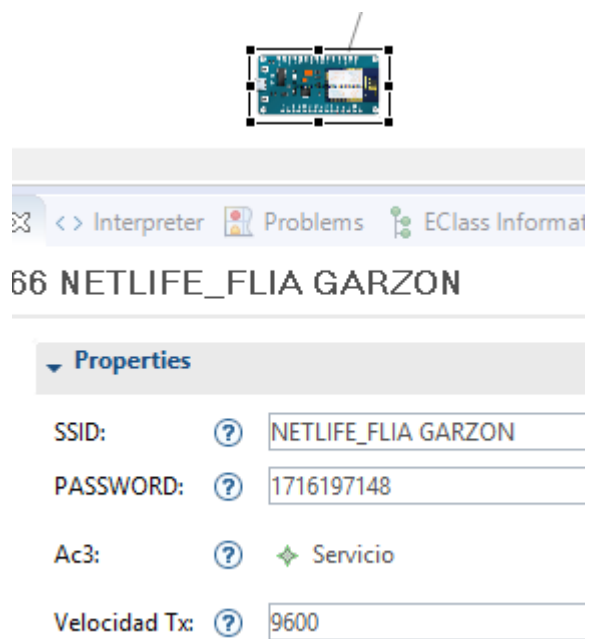 Interpreter Problems EClass Informat
66 NETLIFE_FLIA GARZON
Properties
SSID: NETLIFE_FLIA GARZON
PASSWORD: 1716197148
Ac3: Servicio
Velocidad Tx: 9600